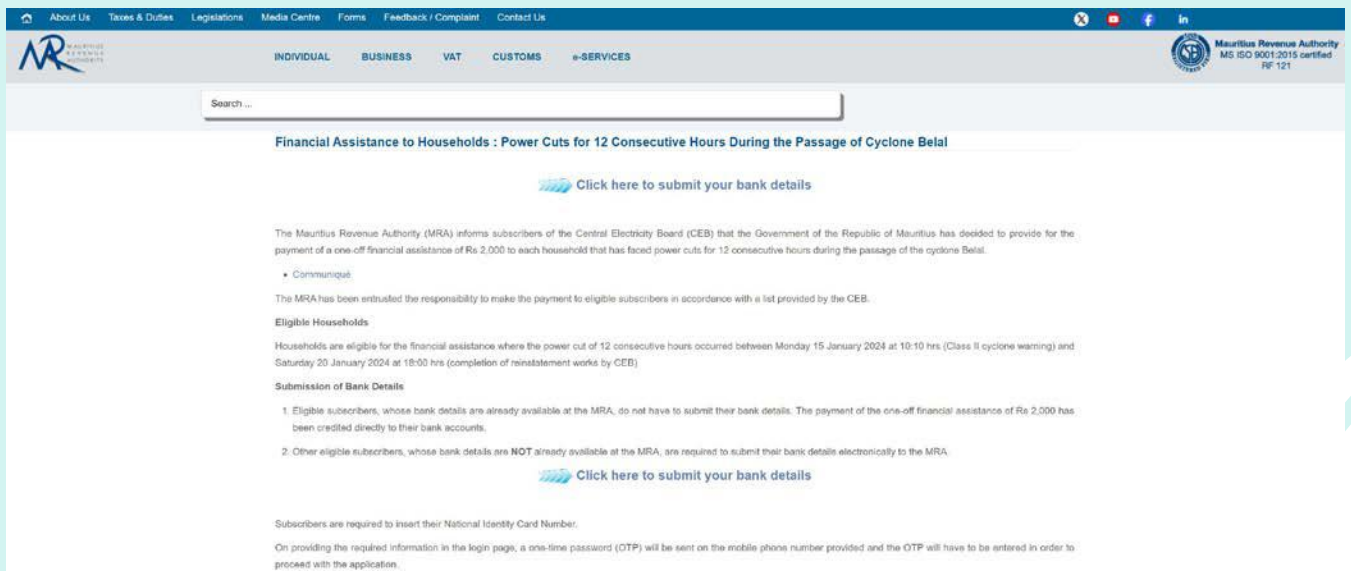 About Us Taxes & Duties Legislations Media Centre Forms Feedback / Complaint Contact Us
MR MAURITIUS REVENUE AUTHORITY
INDIVIDUAL BUSINESS VAT CUSTOMS e-SERVICES
Mauritius Revenue Authority
MS ISO 9001:2015 certified
RF 121
Search ...
Financial Assistance to Households : Power Cuts for 12 Consecutive Hours During the Passage of Cyclone Belal
Click here to submit your bank details
The Mauritius Revenue Authority (MRA) informs subscribers of the Central Electricity Board (CEB) that the Government of the Republic of Mauritius has decided to provide for the
payment of a one-off financial assistance of Rs 2,000 to each household that has faced power cuts for 12 consecutive hours during the passage of the cyclone Belal.
• Communiqué
The MRA has been entrusted the responsibility to make the payment to eligible subscribers in accordance with a list provided by the CEB.
Eligible Households
Households are eligible for the financial assistance where the power cut of 12 consecutive hours occurred between Monday 15 January 2024 at 10:10 hrs (Class II cyclone warning) and
Saturday 20 January 2024 at 18:00 hrs (completion of reinstatement works by CEB)
Submission of Bank Details
1. Eligible subscribers, whose bank details are already available at the MRA, do not have to submit their bank details. The payment of the one-off financial assistance of Rs 2,000 has
been credited directly to their bank accounts.
2. Other eligible subscribers, whose bank details are NOT already available at the MRA, are required to submit their bank details electronically to the MRA.
Click here to submit your bank details
Subscribers are required to insert their National Identity Card Number.
On providing the required information in the login page, a one-time password (OTP) will be sent on the mobile phone number provided and the OTP will have to be entered in order to
proceed with the application.